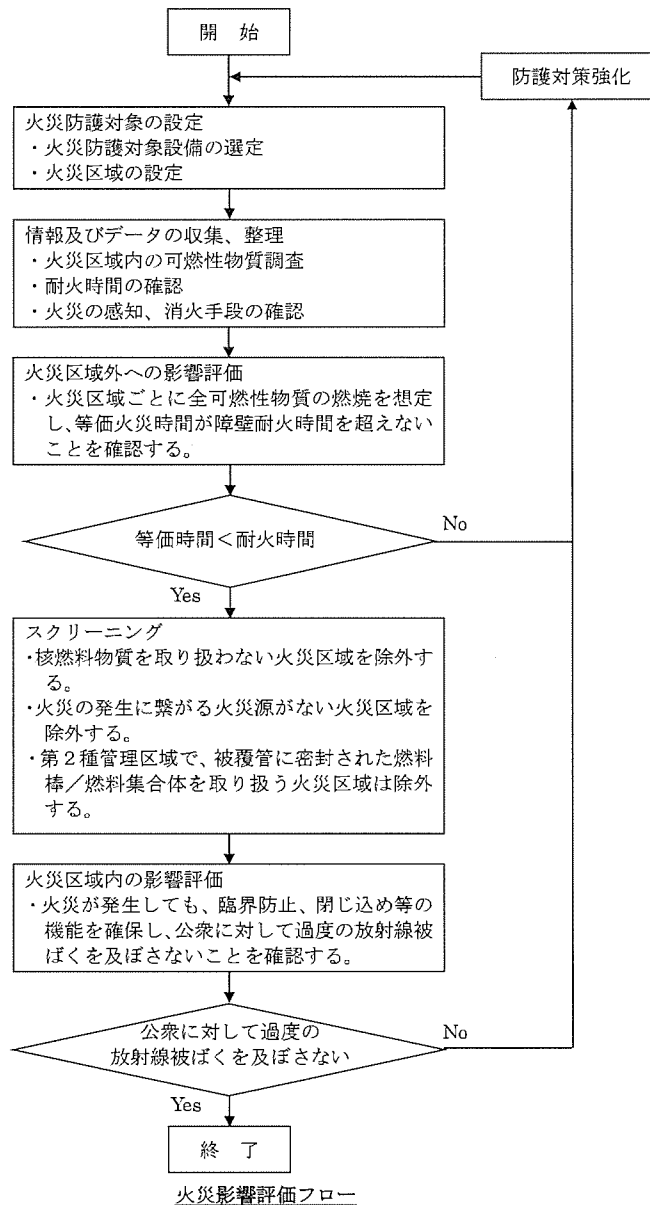 開 始
防護対策強化
火災防護対象の設定
・火災防護対象設備の選定
・火災区域の設定
情報及びデータの収集、整理
・火災区域内の可燃性物質調査
・耐火時間の確認
・火災の感知、消火手段の確認
火災区域外への影響評価
・火災区域ごとに全可燃性物質の燃焼を想定
し、等価火災時間が障壁耐火時間を超えない
ことを確認する。
等価時間＜耐火時間
No
Yes
スクリーニング
・核燃料物質を取り扱わない火災区域を除外す
る。
・火災の発生に繋がる火災源がない火災区域を
除外する。
・第２種管理区域で、被覆管に密封された燃料
棒／燃料集合体を取り扱う火災区域は除外
する。
火災区域内の影響評価
・火災が発生しても、臨界防止、閉じ込め等の
機能を確保し、公衆に対して過度の放射線被
ばくを及ぼさないことを確認する。
公衆に対して過度の
放射線被ばくを及ぼさない
No
Yes
終 了
火災影響評価フロー